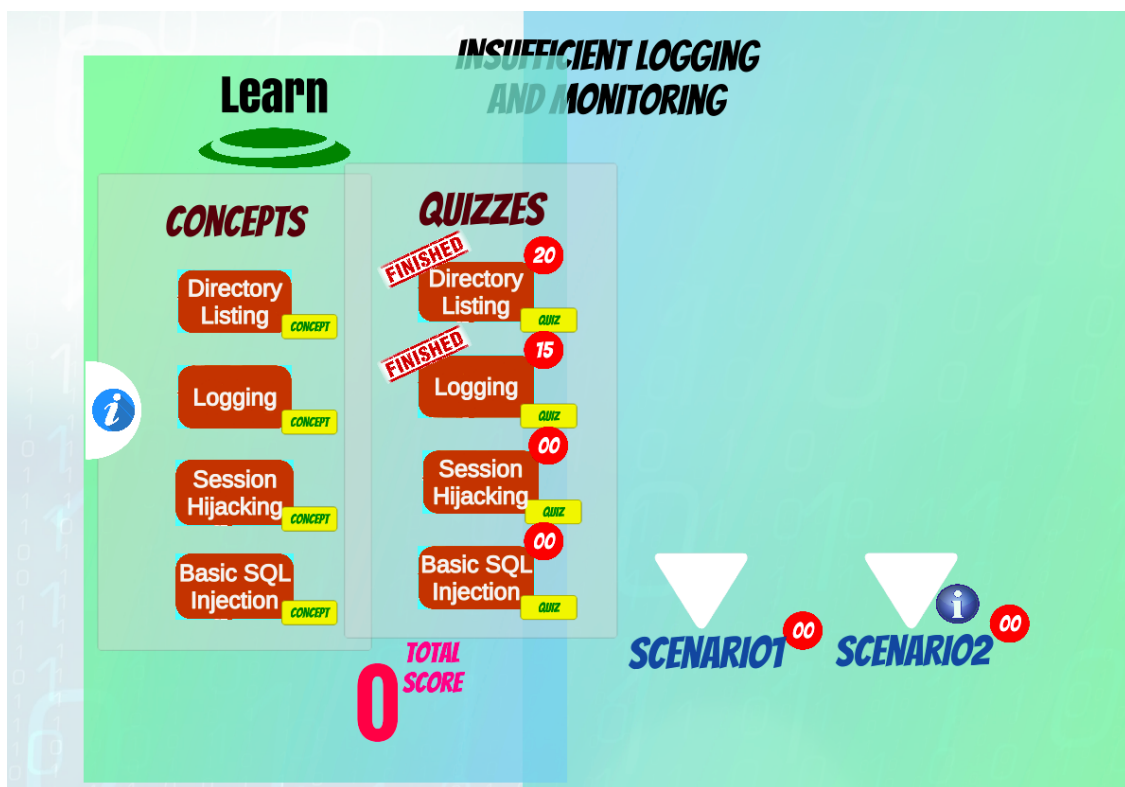 INSUFFICIENT LOGGING
AND MONITORING
Learn
CONCEPTS
Directory
Listing
CONCEPT
Logging
CONCEPT
Session
Hijacking
CONCEPT
Basic SQL
Injection
CONCEPT
QUIZZES
FINISHED
20
Directory
Listing
QUIZ
FINISHED
15
Logging
QUIZ
00
Session
Hijacking
QUIZ
00
Basic SQL
Injection
QUIZ
0
TOTAL
SCORE
SCENARIO1
00
SCENARIO2
00
i
i